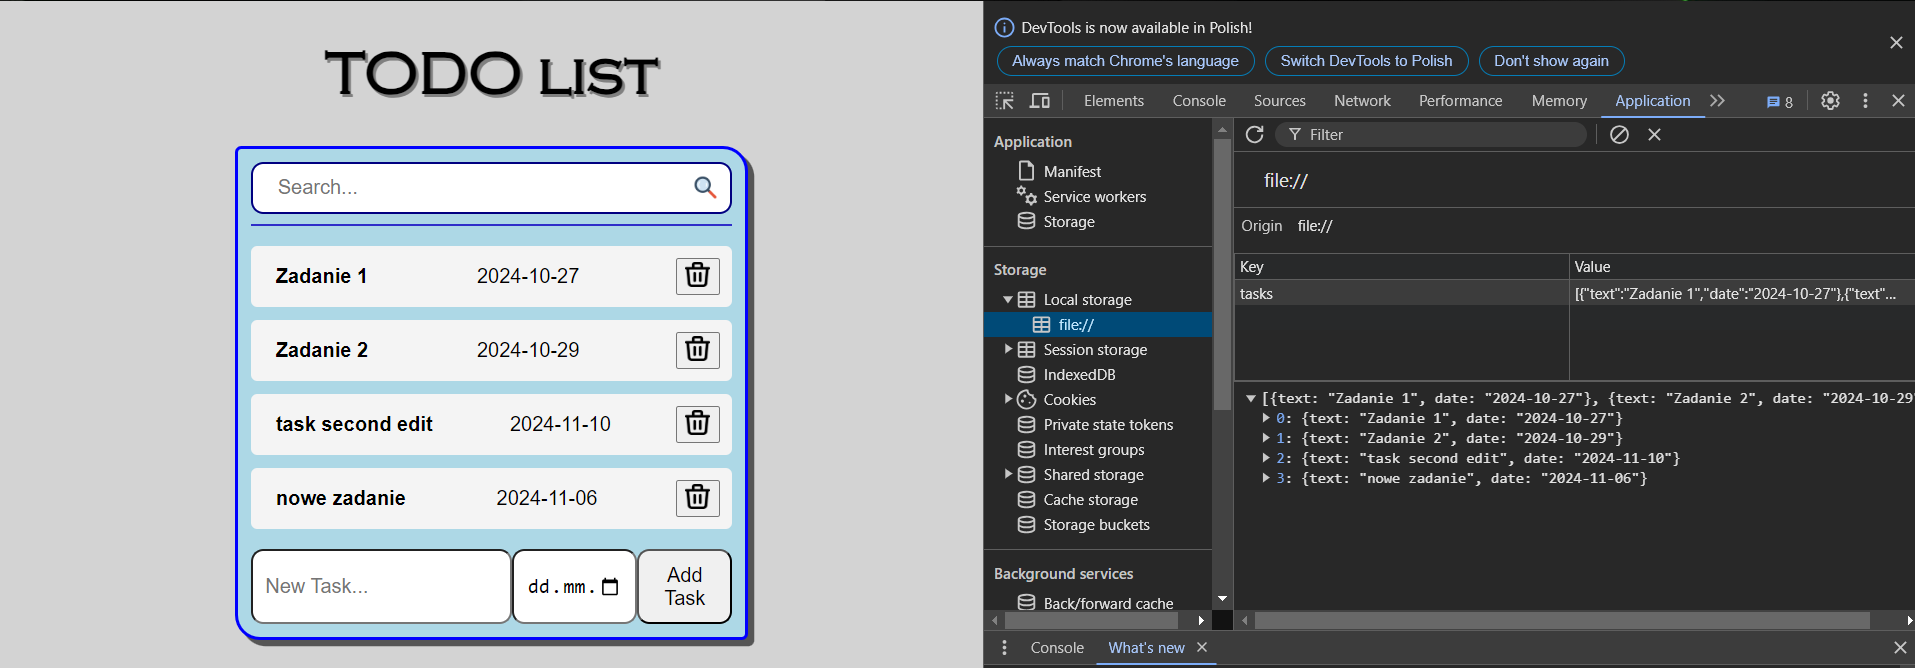 TODO LIST
Search...
Zadanie 1 2024-10-27
Zadanie 2 2024-10-29
task second edit 2024-11-10
nowe zadanie 2024-11-06
New Task...
dd.mm.
Add
Task
DevTools is now available in Polish!
Always match Chrome's language Switch DevTools to Polish Don't show again
Elements Console Sources Network Performance Memory Application 8
Application
Manifest
Service workers
Storage
Storage
Local storage
file://
Session storage
IndexedDB
Cookies
Private state tokens
Interest groups
Shared storage
Cache storage
Storage buckets
Background services
Back/forward cache
Filter
file://
Origin file://
Key Value
tasks [{"text":"Zadanie 1","date":"2024-10-27"},{"text"...
[{text: "Zadanie 1", date: "2024-10-27"}, {text: "Zadanie 2", date: "2024-10-29"
0: {text: "Zadanie 1", date: "2024-10-27"}
1: {text: "Zadanie 2", date: "2024-10-29"}
2: {text: "task second edit", date: "2024-11-10"}
3: {text: "nowe zadanie", date: "2024-11-06"}
Console What's new